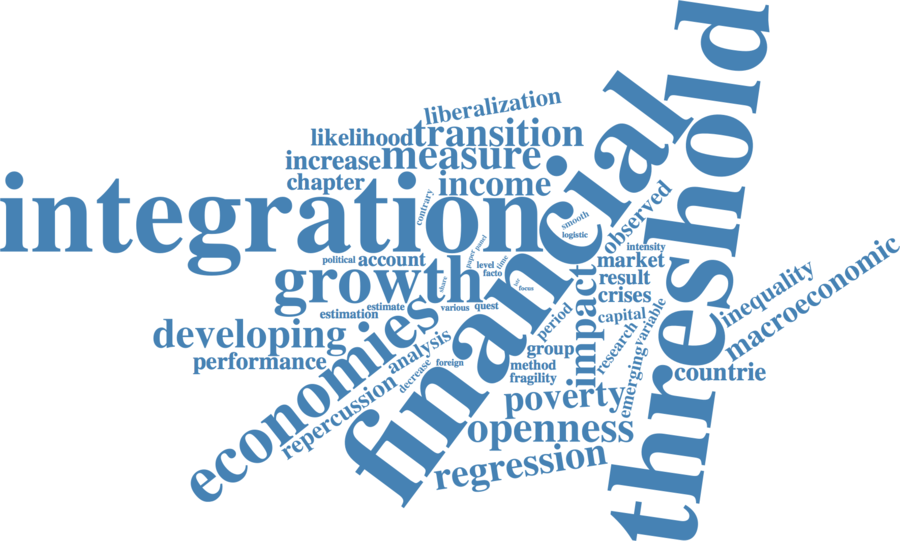 threshold
liberalization
financial
likelihood
transition
increase
measure
chapter
income
integration
contrary
observed
smooth
logistic
political
account
paper
panel
level
time
facto
intensity
market
result
growth
share
focus
crises
impact
inequality
macroeconomic
estimate
various
quest
estimation
capital
variable
period
research
developing
economies
analysis
performance
foreign
decrease
group
method
fragility
emerging
countrie
repercussion
poverty
openness
regression